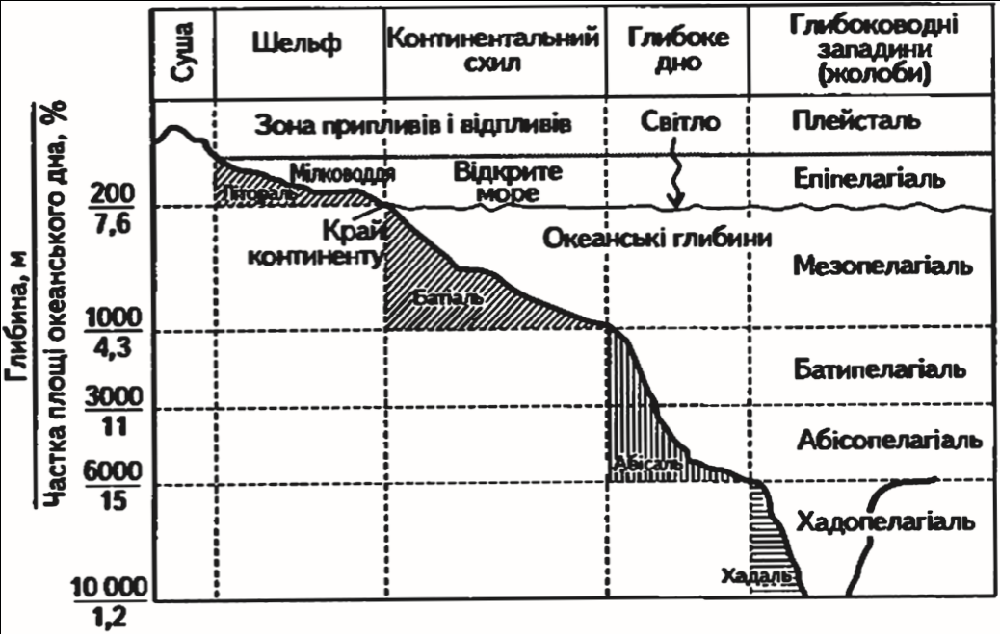 Суша
Шельф
Континентальний
схил
Глибоке
дно
Глибоководні
западини
(жолоби)
Зона припливів і відпливів
Світло
Плейсталь
Мілководдя
Відкрите
море
Епіпелагіаль
Літораль
Край
континенту
Океанські глибини
Мезопелагіаль
Батіаль
Батипелагіаль
Абісаль
Абісопелагіаль
Хадаль
Хадопелагіаль
Глибина, м
Частка площі океанського дна, %
200
7,6
1000
4,3
3000
11
6000
15
10 000
1,2